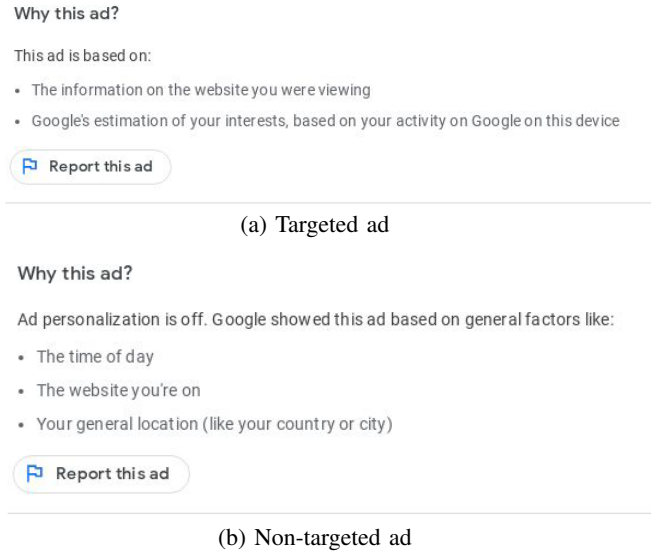 Why this ad?
This ad is based on:
• The information on the website you were viewing
• Google's estimation of your interests, based on your activity on Google on this device
Report this ad
(a) Targeted ad
Why this ad?
Ad personalization is off. Google showed this ad based on general factors like:
• The time of day
• The website you're on
• Your general location (like your country or city)
Report this ad
(b) Non-targeted ad